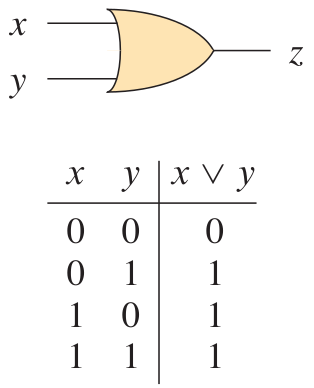 x
y
z
x y x ∨ y
0 0 0
0 1 1
1 0 1
1 1 1